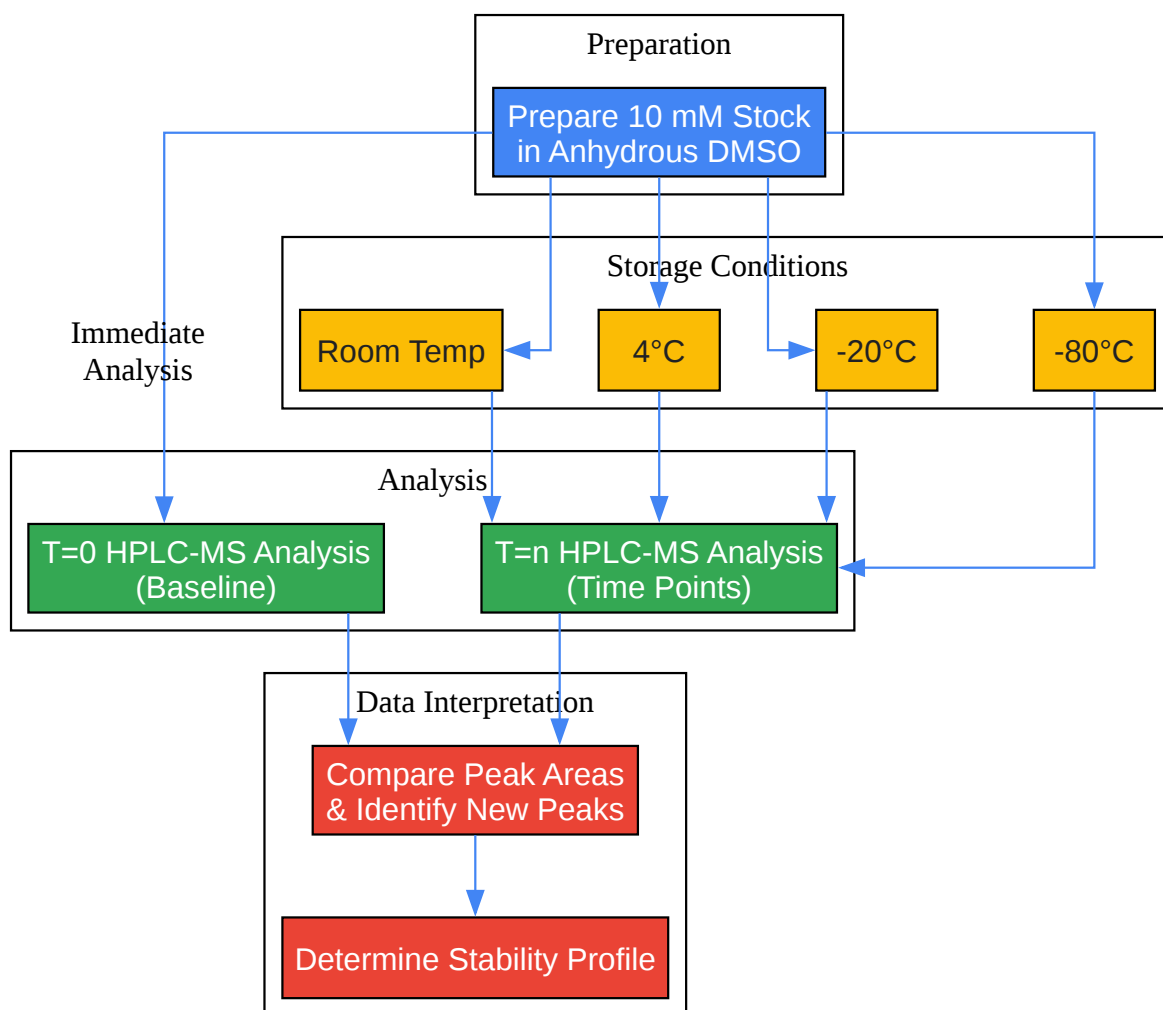 Preparation
Prepare 10 mM Stock
in Anhydrous DMSO
Storage Conditions
Immediate
Analysis
Room Temp
4°C
-20°C
-80°C
Analysis
T=0 HPLC-MS Analysis
(Baseline)
T=n HPLC-MS Analysis
(Time Points)
Data Interpretation
Compare Peak Areas
& Identify New Peaks
Determine Stability Profile